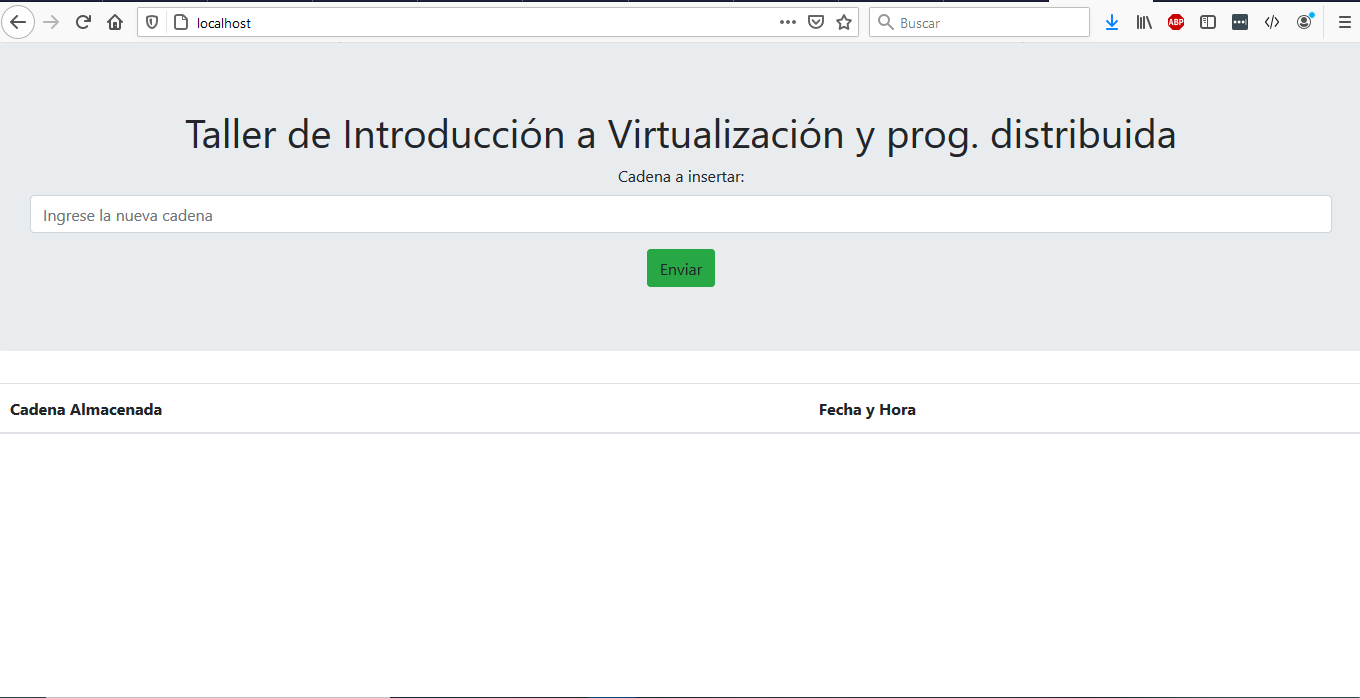 localhost
Buscar
ABP
Taller de Introducción a Virtualización y prog. distribuida
Cadena a insertar:
Ingrese la nueva cadena
Enviar
Cadena Almacenada Fecha y Hora